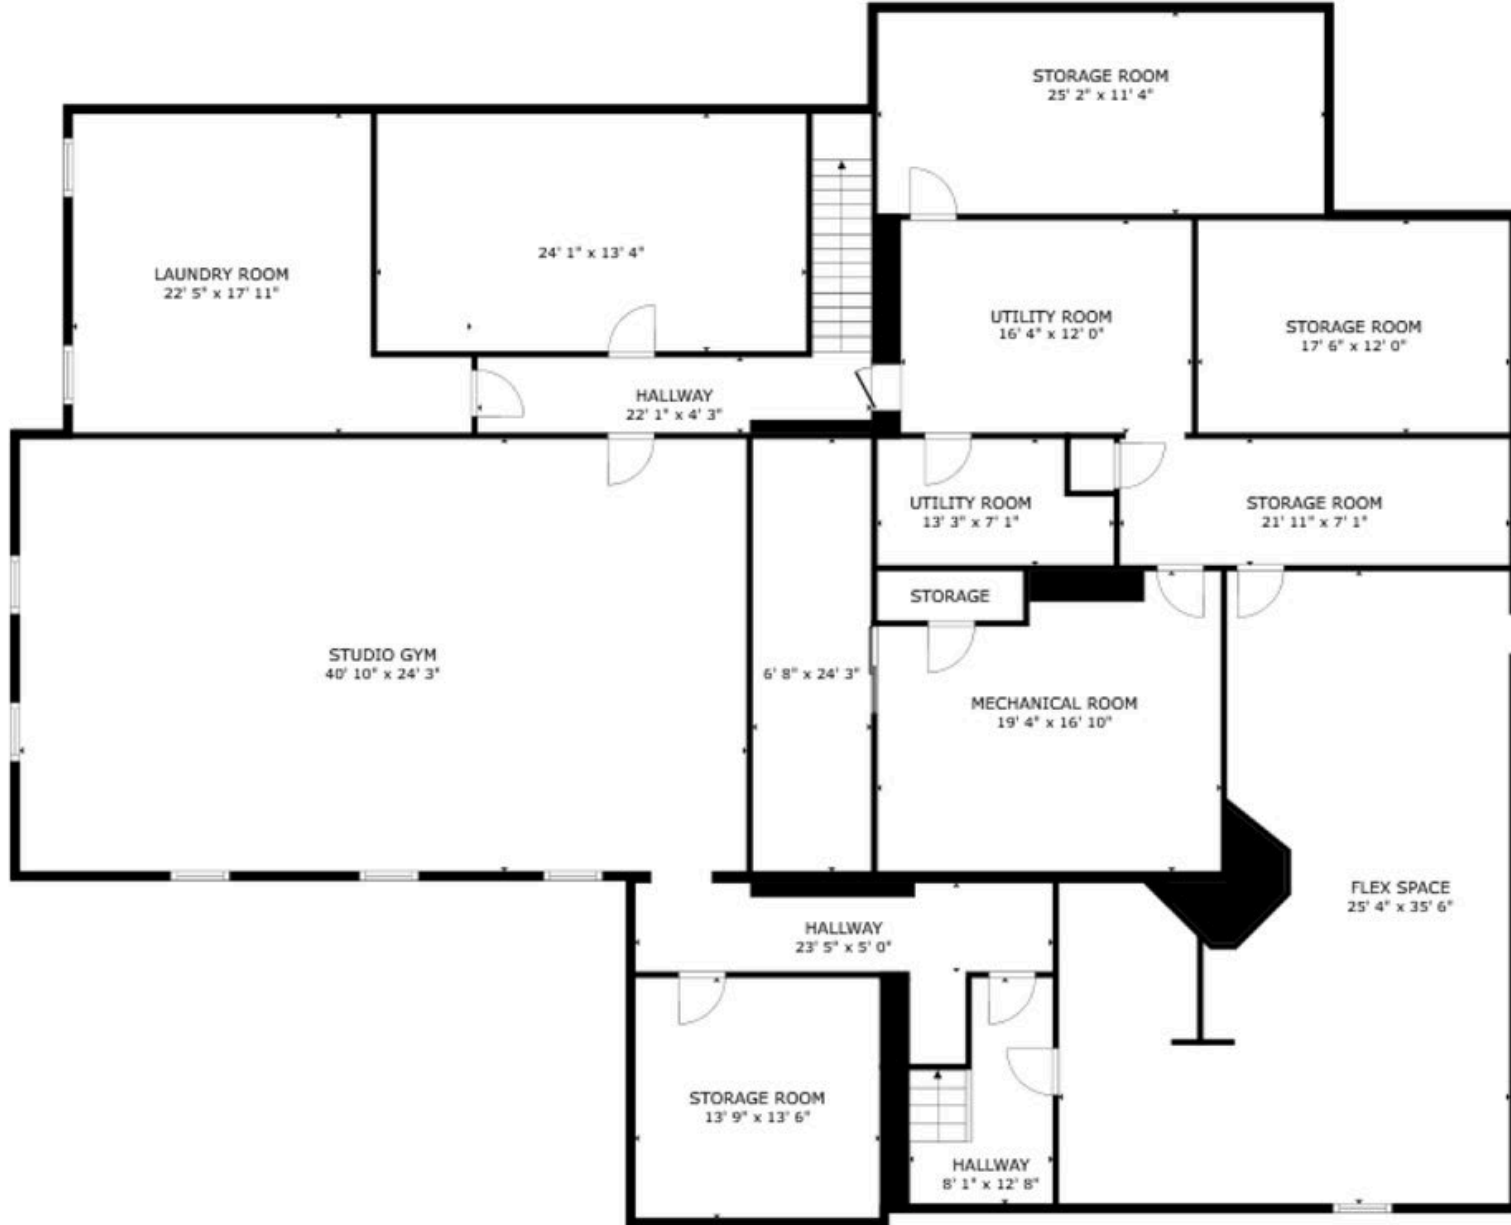 STORAGE ROOM
25' 2" x 11' 4"
LAUNDRY ROOM
22' 5" x 17' 11"
24' 1" x 13' 4"
UTILITY ROOM
16' 4" x 12' 0"
STORAGE ROOM
17' 6" x 12' 0"
HALLWAY
22' 1" x 4' 3"
UTILITY ROOM
13' 3" x 7' 1"
STORAGE ROOM
21' 11" x 7' 1"
STORAGE
STUDIO GYM
40' 10" x 24' 3"
6' 8" x 24' 3"
MECHANICAL ROOM
19' 4" x 16' 10"
FLEX SPACE
25' 4" x 35' 6"
HALLWAY
23' 5" x 5' 0"
STORAGE ROOM
13' 9" x 13' 6"
HALLWAY
8' 1" x 12' 8"